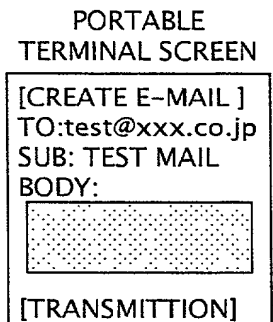 PORTABLE
TERMINAL SCREEN
[CREATE E-MAIL ]
TO:test@xxx.co.jp
SUB: TEST MAIL
BODY:
[TRANSMITTION]